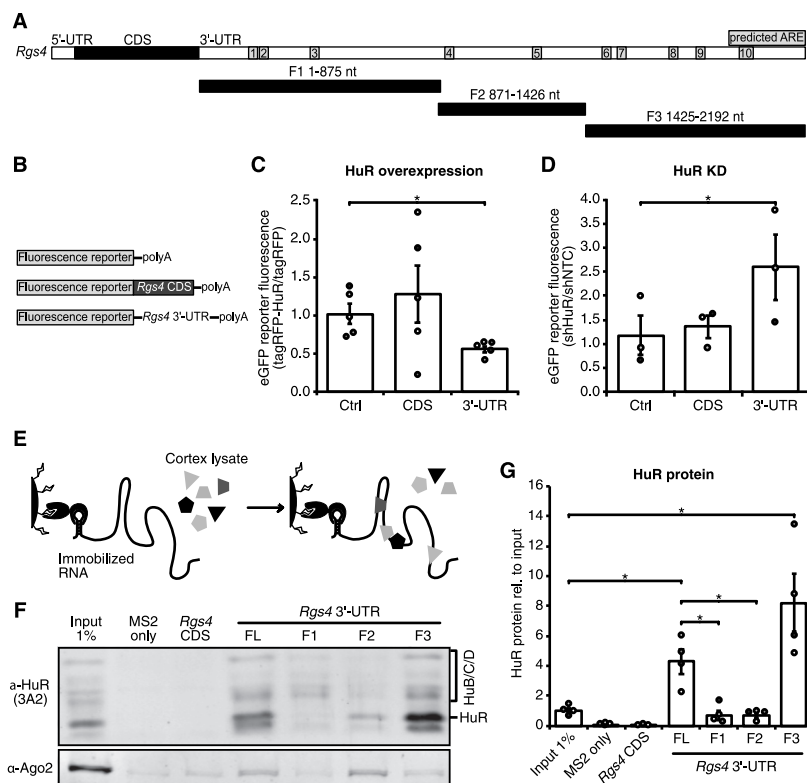 A
5'-UTR CDS 3'-UTR predicted ARE
Rgs4 1 2 3 4 5 6 7 8 9 10
F1 1-875 nt
F2 871-1426 nt
F3 1425-2192 nt
B
Fluorescence reporter polyA
Fluorescence reporter Rgs4 CDS polyA
Fluorescence reporter Rgs4 3'-UTR polyA
C
HuR overexpression
eGFP reporter fluorescence
(tagRFP-HuR/tagRFP)
2.5
2.0
1.5
1.0
0.5
0.0
*
Ctrl CDS 3'-UTR
D
HuR KD
eGFP reporter fluorescence
(shHuR/shNTC)
4.0
3.5
3.0
2.5
2.0
1.5
1.0
0.5
0.0
*
Ctrl CDS 3'-UTR
E
Cortex lysate
Immobilized
RNA
F
Input
1%
MS2
only
Rgs4
CDS
Rgs4 3'-UTR
FL F1 F2 F3
a-HuR
(3A2)
HuB/C/D
HuR
α-Ago2
G
HuR protein
HuR protein rel. to input
16
14
12
10
8
6
4
2
0
*
*
*
*
Input 1% MS2 only Rgs4 CDS FL F1 F2 F3
Rgs4 3'-UTR